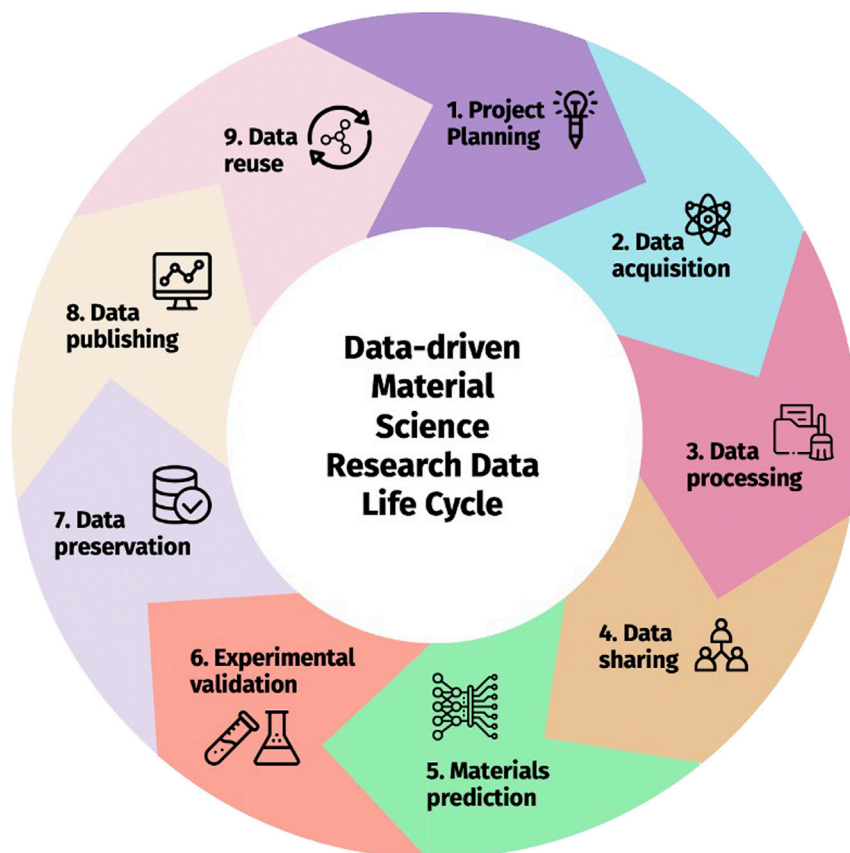 1. Project
Planning
2. Data
acquisition
3. Data
processing
4. Data
sharing
5. Materials
prediction
6. Experimental
validation
7. Data
preservation
8. Data
publishing
9. Data
reuse
Data-driven
Material
Science
Research Data
Life Cycle